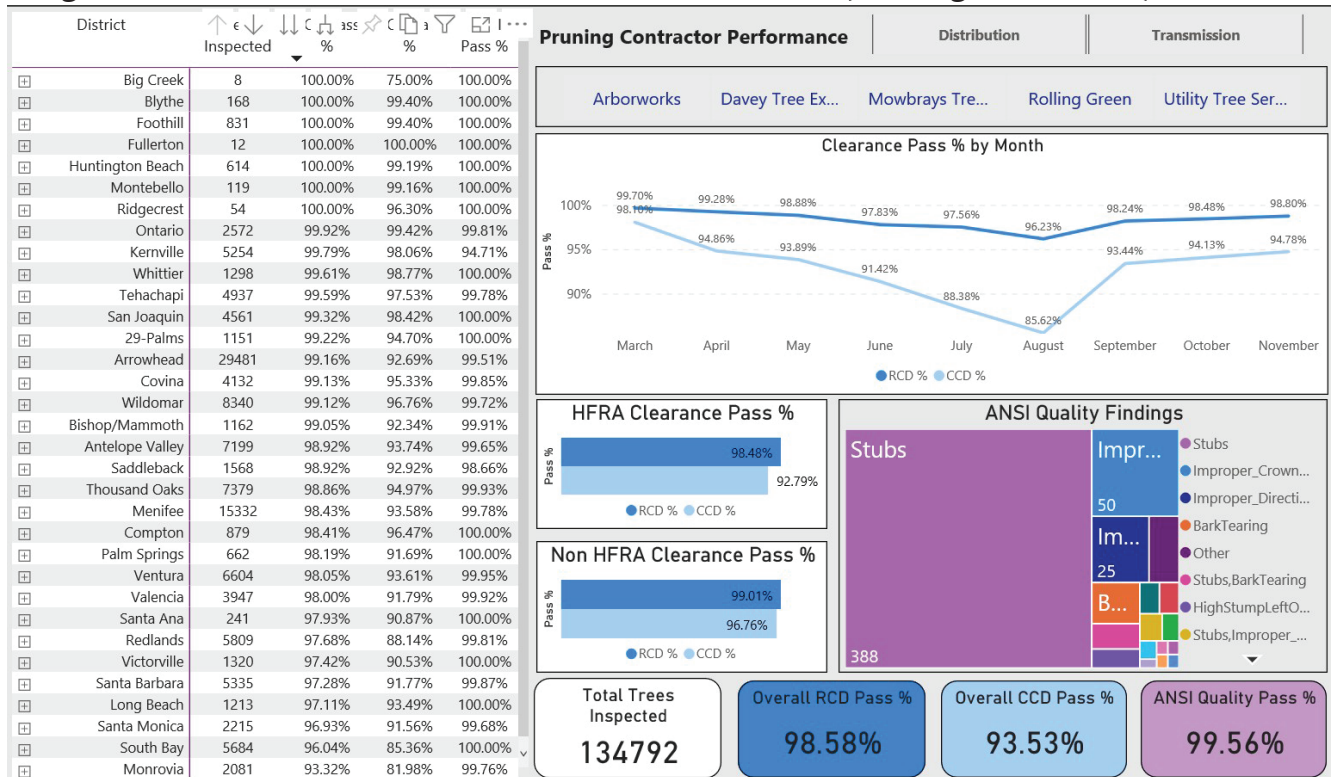 District
Inspected % % Pass %
Big Creek 8 100.00% 75.00% 100.00%
Blythe 168 100.00% 99.40% 100.00%
Foothill 831 100.00% 99.40% 100.00%
Fullerton 12 100.00% 100.00% 100.00%
Huntington Beach 614 100.00% 99.19% 100.00%
Montebello 119 100.00% 99.16% 100.00%
Ridgecrest 54 100.00% 96.30% 100.00%
Ontario 2572 99.92% 99.42% 99.81%
Kernville 5254 99.79% 98.06% 94.71%
Whittier 1298 99.61% 98.77% 100.00%
Tehachapi 4937 99.59% 97.53% 99.78%
San Joaquin 4561 99.32% 98.42% 100.00%
29-Palms 1151 99.22% 94.70% 100.00%
Arrowhead 29481 99.16% 92.69% 99.51%
Covina 4132 99.13% 95.33% 99.85%
Wildomar 8340 99.12% 96.76% 99.72%
Bishop/Mammoth 1162 99.05% 92.34% 99.91%
Antelope Valley 7199 98.92% 93.74% 99.65%
Saddleback 1568 98.92% 92.92% 98.66%
Thousand Oaks 7379 98.86% 94.97% 99.93%
Menifee 15332 98.43% 93.58% 99.78%
Compton 879 98.41% 96.47% 100.00%
Palm Springs 662 98.19% 91.69% 100.00%
Ventura 6604 98.05% 93.61% 99.95%
Valencia 3947 98.00% 91.79% 99.92%
Santa Ana 241 97.93% 90.87% 100.00%
Redlands 5809 97.68% 88.14% 99.81%
Victorville 1320 97.42% 90.53% 100.00%
Santa Barbara 5335 97.28% 91.77% 99.87%
Long Beach 1213 97.11% 93.49% 100.00%
Santa Monica 2215 96.93% 91.56% 99.68%
South Bay 5684 96.04% 85.36% 100.00%
Monrovia 2081 93.32% 81.98% 99.76%
Pruning Contractor Performance
Distribution
Transmission
Arborworks Davey Tree Ex... Mowbrays Tre... Rolling Green Utility Tree Ser...
Clearance Pass % by Month
Pass %
100%
95%
90%
99.70% 99.28% 98.88% 97.83% 97.56% 96.23% 98.24% 98.48% 98.80%
98.10% 94.86% 93.89% 91.42% 88.38% 85.62% 93.44% 94.13% 94.78%
March April May June July August September October November
RCD % CCD %
HFRA Clearance Pass %
Pass %
98.48%
92.79%
RCD % CCD %
Non HFRA Clearance Pass %
Pass %
99.01%
96.76%
RCD % CCD %
ANSI Quality Findings
Stubs
388
Impr...
50
Im...
25
B...
Stubs
Improper_Crown...
Improper_Directi...
BarkTearing
Other
Stubs,BarkTearing
HighStumpLeftO...
Stubs,Improper_...
Total Trees
Inspected
134792
Overall RCD Pass %
98.58%
Overall CCD Pass %
93.53%
ANSI Quality Pass %
99.56%